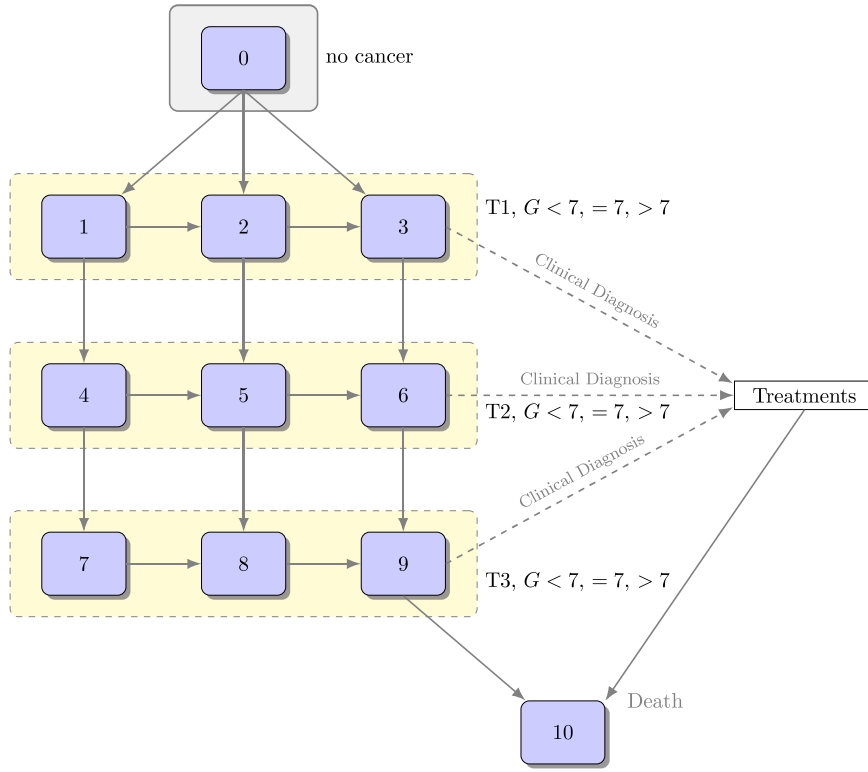 0
no cancer
1
2
3
T1, G < 7, = 7, > 7
Clinical Diagnosis
4
5
6
Clinical Diagnosis
Treatments
T2, G < 7, = 7, > 7
Clinical Diagnosis
7
8
9
T3, G < 7, = 7, > 7
Death
10